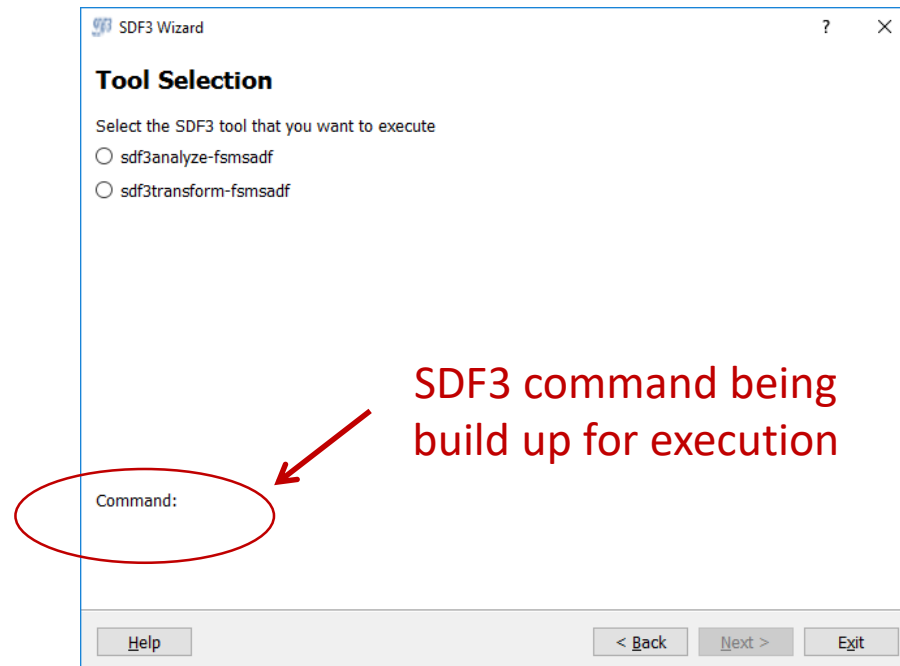 SDF3 Wizard
?
Tool Selection
Select the SDF3 tool that you want to execute
sdf3analyze-fsmsadf
sdf3transform-fsmsadf
SDF3 command being
build up for execution
Command:
Help
< Back
Next >
Exit